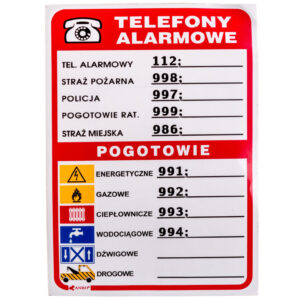 TELEFONY
ALARMOWE
TEL. ALARMOWY 112;
STRAŻ POŻARNA 998;
POLICJA 997;
POGOTOWIE RAT. 999;
STRAŻ MIEJSKA 986;
POGOTOWIE
ENERGETYCZNE 991;
GAZOWE 992;
CIEPŁOWNICZE 993;
WODOCIĄGOWE 994;
DŹWIGOWE
DROGOWE